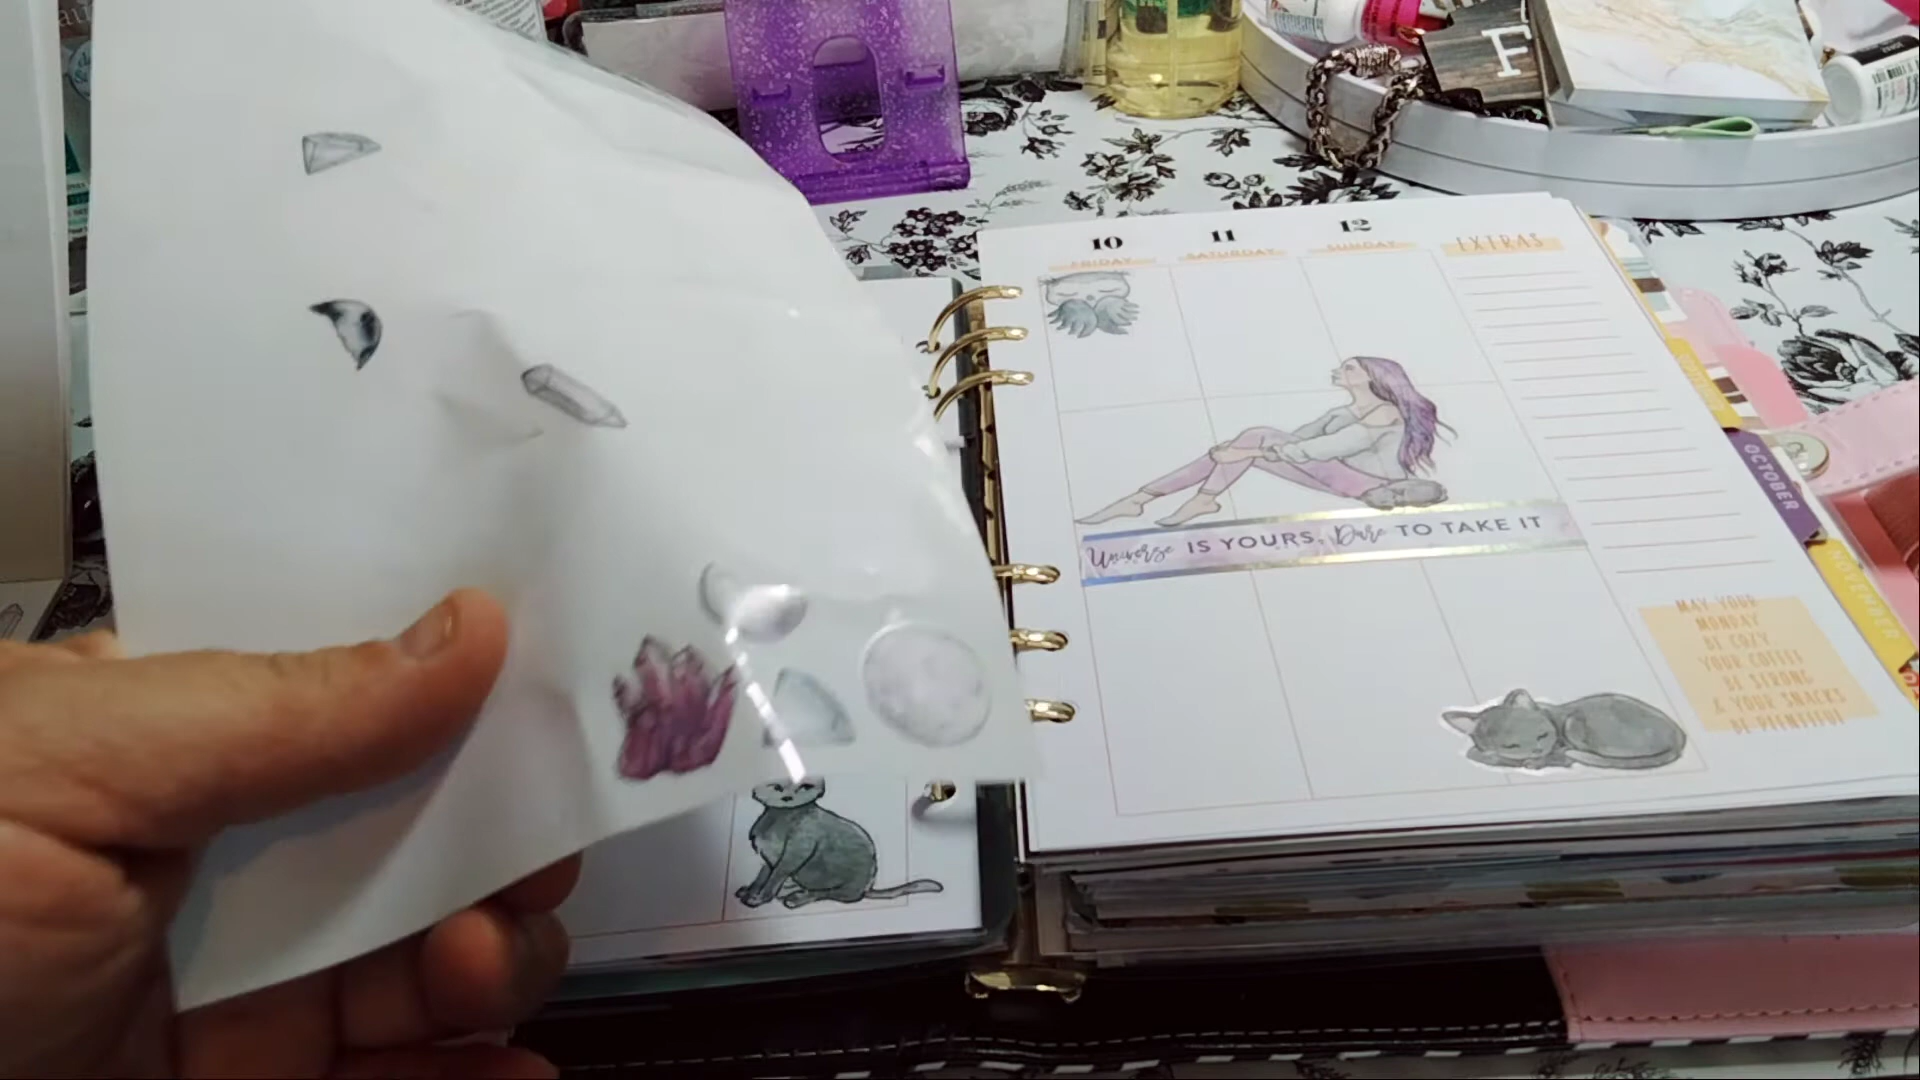 F
10
11
12
FRIDAY
SATURDAY
SUNDAY
EXTRAS
Universe IS YOURS, Dare TO TAKE IT
OCTOBER
NOVEMBER
MAY YOUR
MONDAY
BE COZY
YOUR COFFEE
BE STRONG
& YOUR SNACKS
BE PLENTIFUL